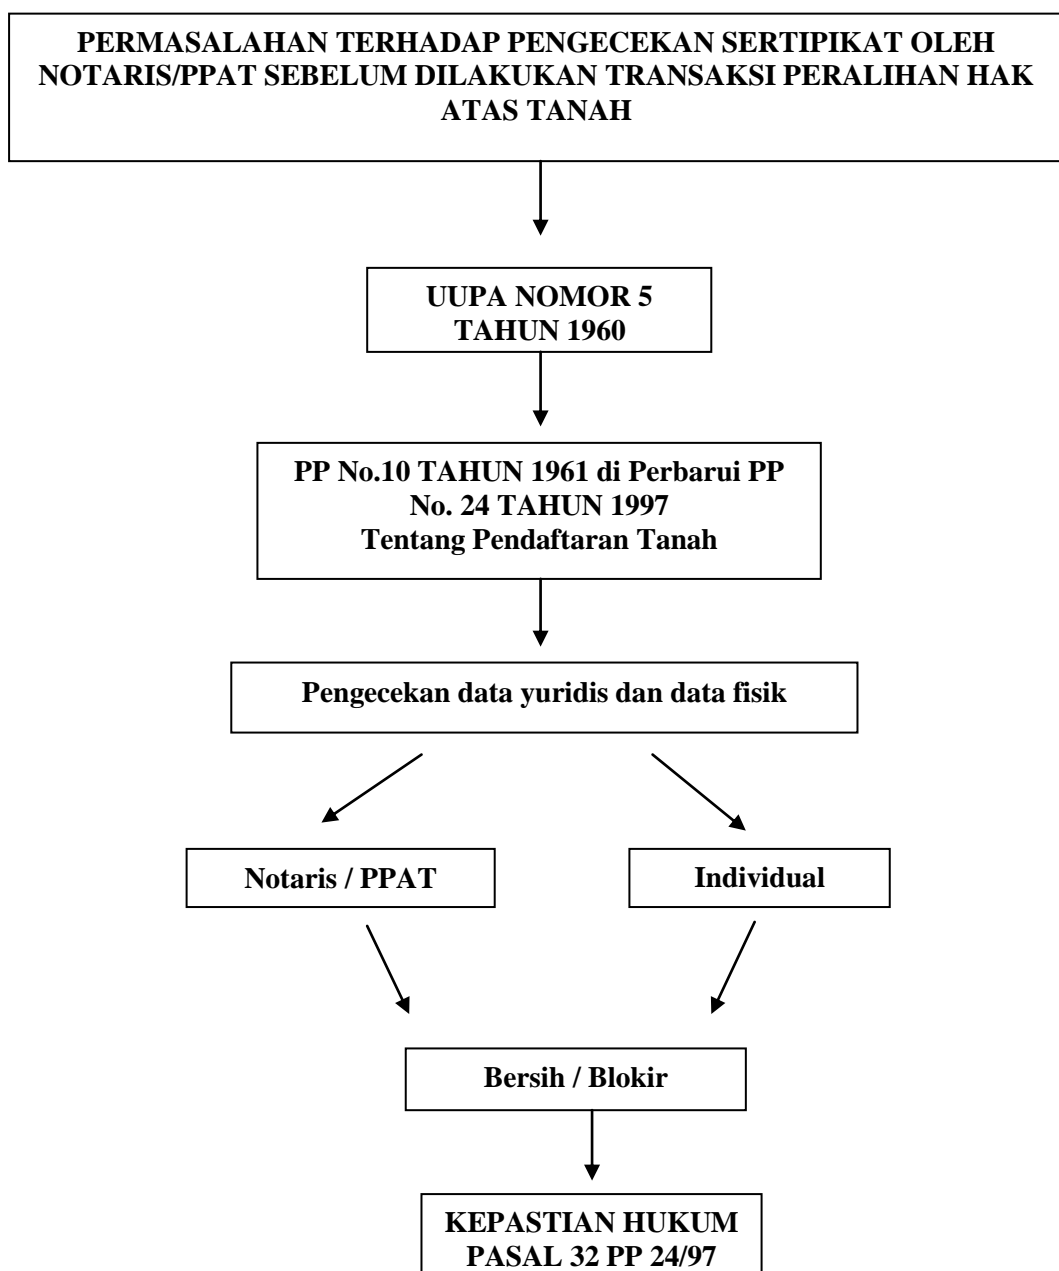 PERMASALAHAN TERHADAP PENGECEKAN SERTIPIKAT OLEH
NOTARIS/PPAT SEBELUM DILAKUKAN TRANSAKSI PERALIHAN HAK
ATAS TANAH
UUPA NOMOR 5
TAHUN 1960
PP No.10 TAHUN 1961 di Perbarui PP
No. 24 TAHUN 1997
Tentang Pendaftaran Tanah
Pengecekan data yuridis dan data fisik
Notaris / PPAT
Individual
Bersih / Blokir
KEPASTIAN HUKUM
PASAL 32 PP 24/97